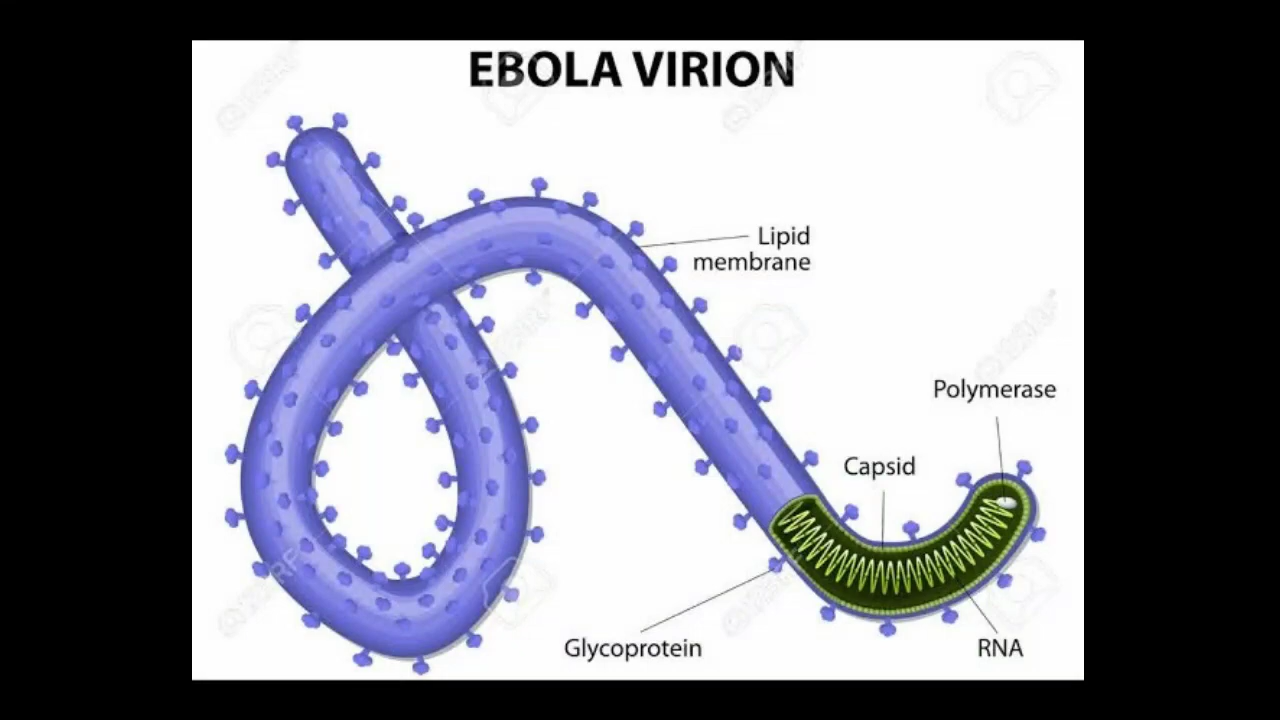 EBOLA VIRION
Lipid
membrane
Polymerase
Capsid
Glycoprotein
RNA